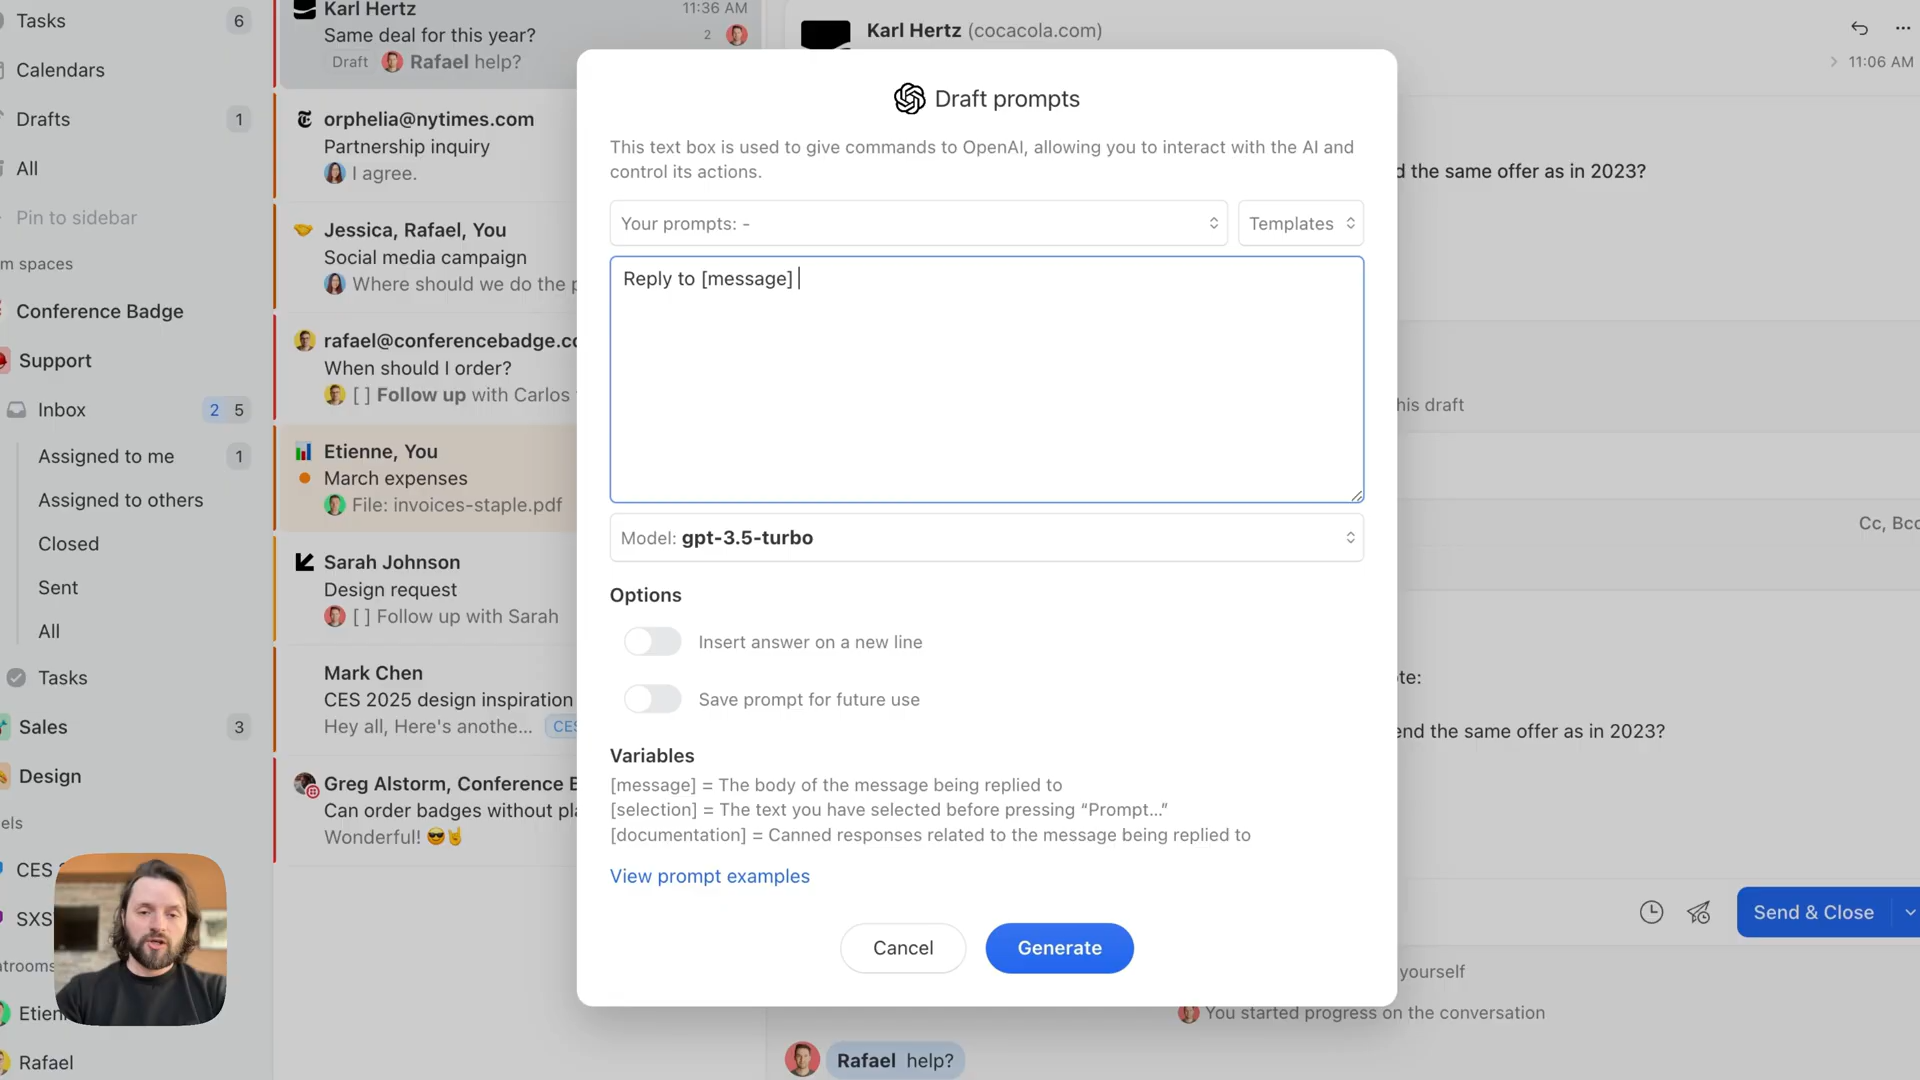 Tasks 6
Calendars
Drafts 1
All
Pin to sidebar
m spaces
Conference Badge
Support
Inbox 2 5
Assigned to me 1
Assigned to others
Closed
Sent
All
Tasks
Sales 3
Design
els
CES
SXS
atrooms
Etien
Rafael
Karl Hertz 11:36 AM
Same deal for this year? 2
Draft Rafael help?
orphelia@nytimes.com
Partnership inquiry
I agree.
Jessica, Rafael, You
Social media campaign
Where should we do the p
rafael@conferencebadge.co
When should I order?
[ ] Follow up with Carlos
Etienne, You
March expenses
File: invoices-staple.pdf
Sarah Johnson
Design request
[ ] Follow up with Sarah
Mark Chen
CES 2025 design inspiration
Hey all, Here's anothe... CES
Greg Alstorm, Conference E
Can order badges without pl
Wonderful! 😎🤘
Draft prompts
This text box is used to give commands to OpenAI, allowing you to interact with the AI and
control its actions.
Your prompts: - Templates
Reply to [message]
Model: gpt-3.5-turbo
Options
Insert answer on a new line
Save prompt for future use
Variables
[message] = The body of the message being replied to
[selection] = The text you have selected before pressing “Prompt...”
[documentation] = Canned responses related to the message being replied to
View prompt examples
Cancel Generate
Karl Hertz (cocacola.com)
11:06 AM
d the same offer as in 2023?
his draft
Cc, Bcc
te:
end the same offer as in 2023?
Send & Close
yourself
You started progress on the conversation
Rafael help?